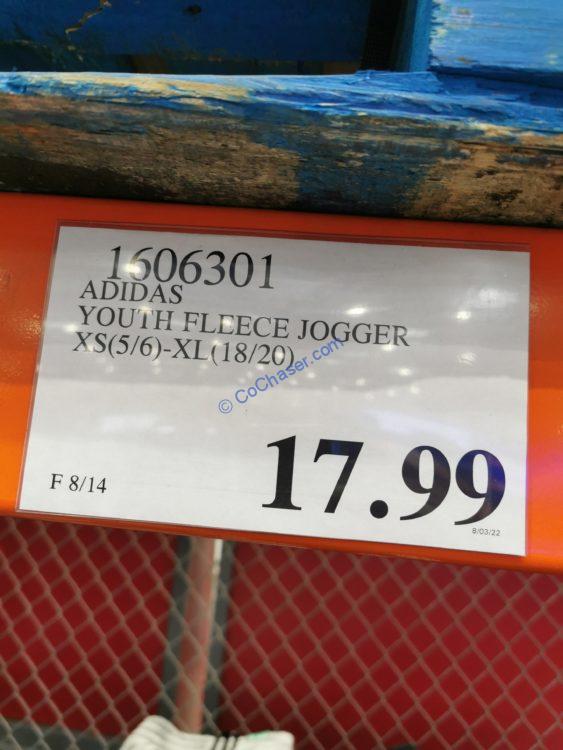 1606301
ADIDAS
YOUTH FLEECE JOGGER
XS(5/6)-XL(18/20)
© CoChaser.com
F 8/14
17.99
8/03/22